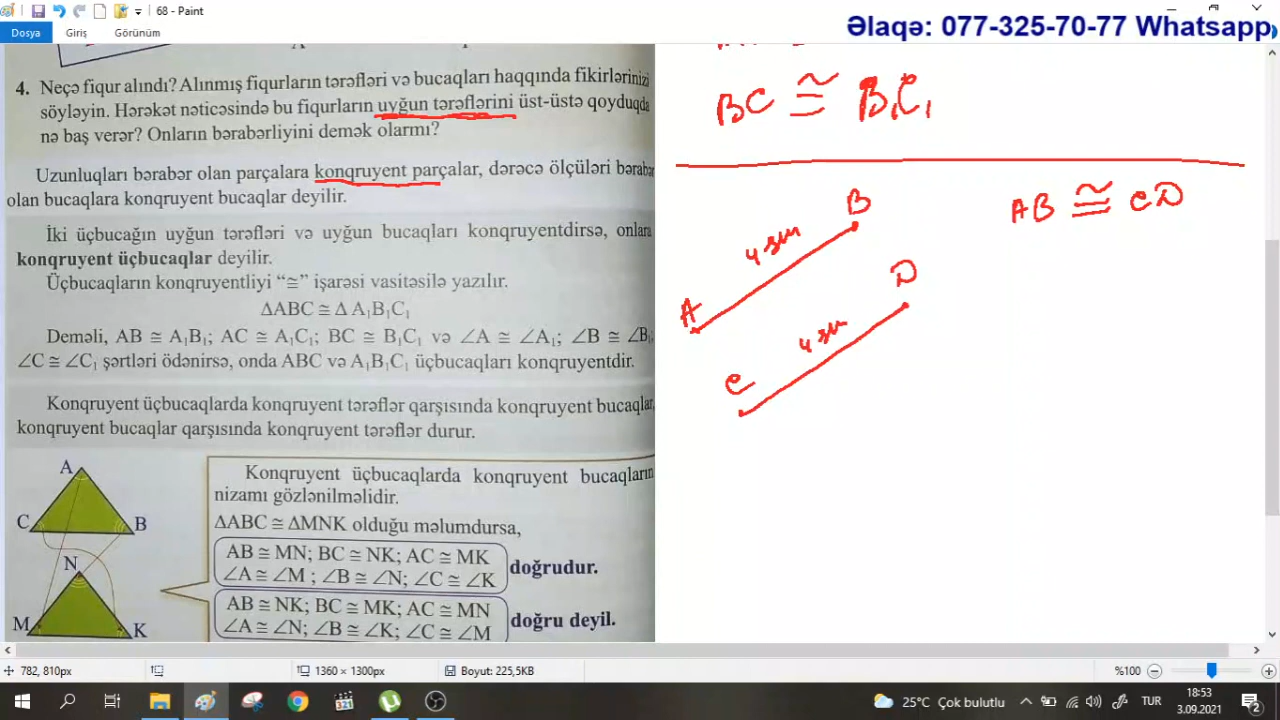 68 - Paint
Dosya Giriş Görünüm
Əlaqə: 077-325-70-77 Whatsapp
4. Neçə fiqur alındı? Alınmış fiqurların tərəfləri və bucaqları haqqında fikirlərinizi
söyləyin. Hərəkət nəticəsində bu fiqurların uyğun tərəflərini üst-üstə qoyduqda
nə baş verər? Onların bərabərliyini demək olarmı?
Uzunluqları bərabər olan parçalara konqruyent parçalar, dərəcə ölçüləri bərabər
olan bucaqlara konqruyent bucaqlar deyilir.
İki üçbucağın uyğun tərəfləri və uyğun bucaqları konqruyentdirsə, onlara
konqruyent üçbucaqlar deyilir.
Üçbucaqların konqruyentliyi “≅” işarəsi vasitəsilə yazılır.
ΔABC ≅ Δ A₁B₁C₁
Deməli, AB ≅ A₁B₁; AC ≅ A₁C₁; BC ≅ B₁C₁ və ∠A ≅ ∠A₁; ∠B ≅ ∠B₁;
∠C ≅ ∠C₁ şərtləri ödənirsə, onda ABC və A₁B₁C₁ üçbucaqları konqruyentdir.
Konqruyent üçbucaqlarda konqruyent tərəflər qarşısında konqruyent bucaqlar,
konqruyent bucaqlar qarşısında konqruyent tərəflər durur.
A
C
B
N
M
K
Konqruyent üçbucaqlarda konqruyent bucaqların
nizamı gözlənilməlidir.
ΔABC ≅ ΔMNK olduğu məlumdursa,
AB ≅ MN; BC ≅ NK; AC ≅ MK
∠A ≅ ∠M ; ∠B ≅ ∠N; ∠C ≅ ∠K
doğrudur.
AB ≅ NK; BC ≅ MK; AC ≅ MN
∠A ≅ ∠N; ∠B ≅ ∠K; ∠C ≅ ∠M
doğru deyil.
BC ≅ B₁C₁
B
4 sm
A
AB ≅ CD
D
4 sm
C
782, 810px
1360 × 1300px
Boyut: 225,5KB
%100
25°C Çok bulutlu
TUR
18:53
3.09.2021
2